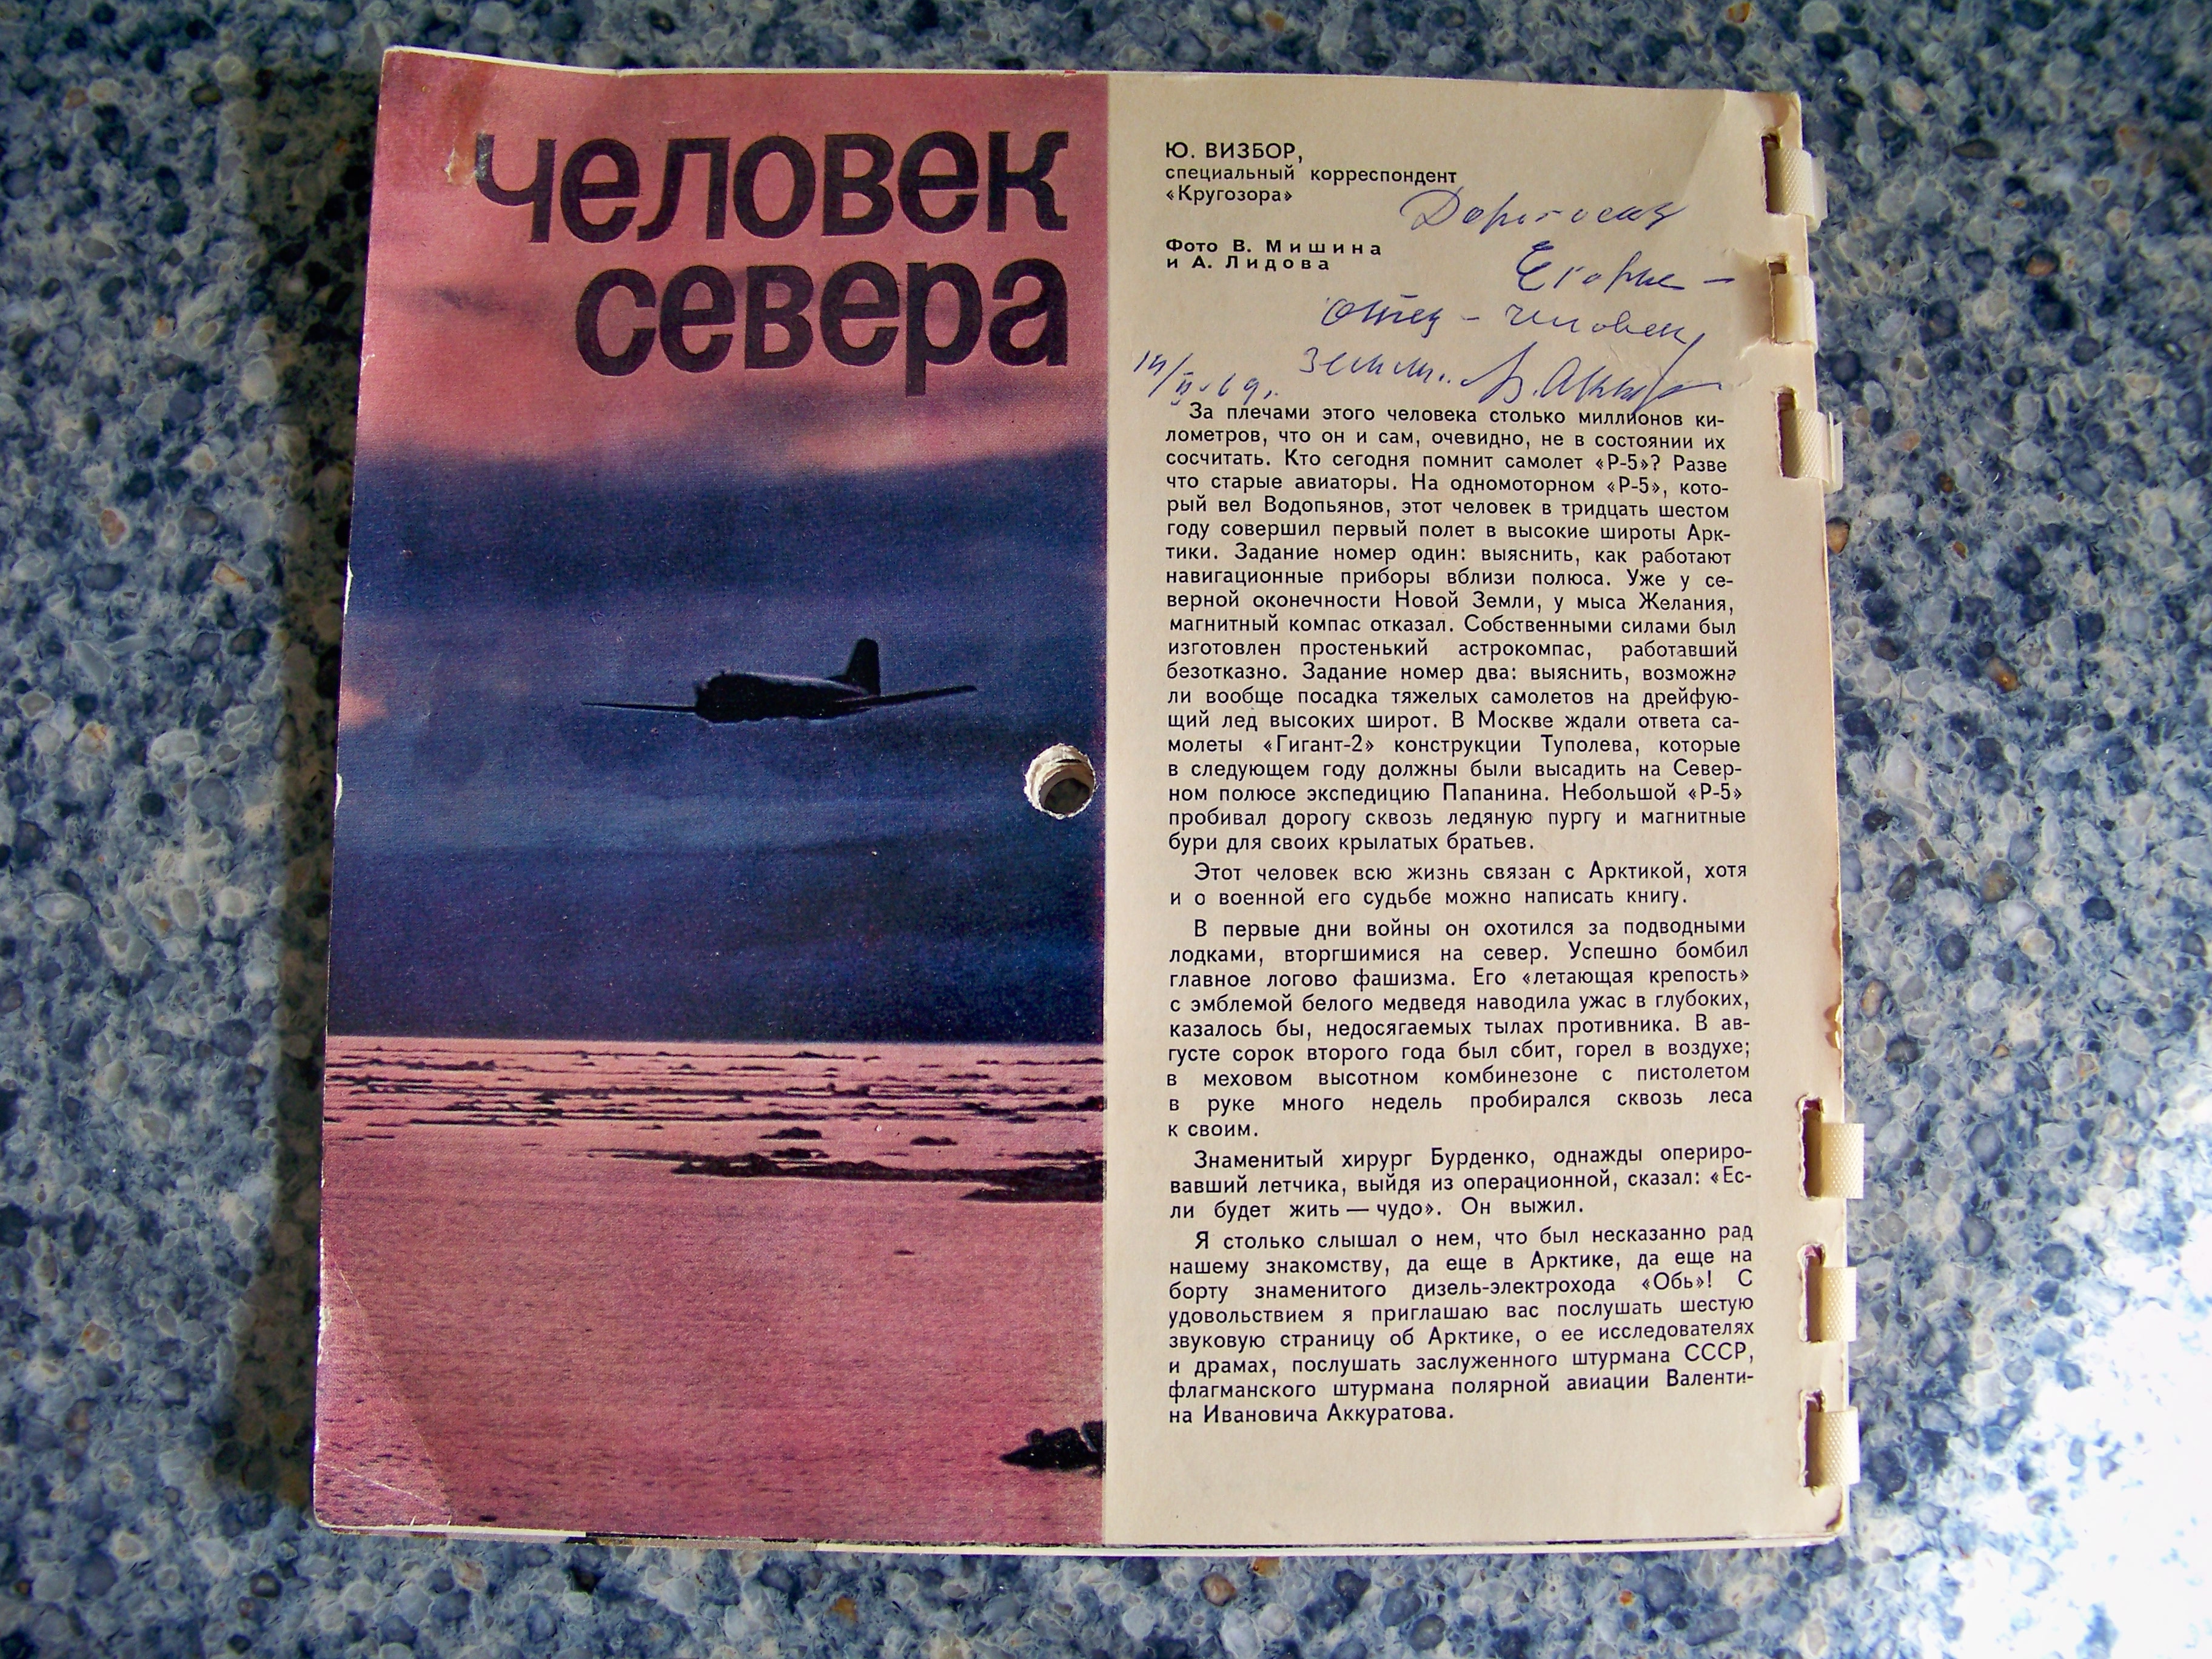 человек
севера
Ю. ВИЗБОР,
специальный корреспондент
«Кругозора»
Фото В. Мишина
и А. Лидова
отец - человек
земли..
За плечами этого человека столько миллионов ки-
лометров, что он и сам, очевидно, не в состоянии их
сосчитать. Кто сегодня помнит самолет «Р-5»? Разве
что старые авиаторы. На одномоторном «Р-5», кото-
рый вел Водопьянов, этот человек в тридцать шестом
году совершил первый полет в высокие широты Арк-
тики. Задание номер один: выяснить, как работают
навигационные приборы вблизи полюса. Уже у се-
верной оконечности Новой Земли, у мыса Желания,
магнитный компас отказал. Собственными силами был
изготовлен простенький астрокомпас, работавший
безотказно. Задание номер два: выяснить, возможна
ли вообще посадка тяжелых самолетов на дрейфую-
щий лед высоких широт. В Москве ждали ответа са-
молеты «Гигант-2» конструкции Туполева, которые
в следующем году должны были высадить на Север-
ном полюсе экспедицию Папанина. Небольшой «Р-5»
пробивал дорогу сквозь ледяную пургу и магнитные
бури для своих крылатых братьев.
Этот человек всю жизнь связан с Арктикой, хотя
и о военной его судьбе можно написать книгу.
В первые дни войны он охотился за подводными
лодками, вторгшимися на север. Успешно бомбил
главное логово фашизма. Его «летающая крепость»
с эмблемой белого медведя наводила ужас в глубоких,
казалось бы, недосягаемых тылах противника. В ав-
густе сорок второго года был сбит, горел в воздухе;
в меховом высотном комбинезоне с пистолетом
в руке много недель пробирался сквозь леса
к своим.
Знаменитый хирург Бурденко, однажды опериро-
вавший летчика, выйдя из операционной, сказал: «Ес-
ли будет жить — чудо». Он выжил.
Я столько слышал о нем, что был несказанно рад
нашему знакомству, да еще в Арктике, да еще на
борту знаменитого дизель-электрохода «Обь»! С
удовольствием я приглашаю вас послушать шестую
звуковую страницу об Арктике, о ее исследователях
и драмах, послушать заслуженного штурмана СССР,
флагманского штурмана полярной авиации Валенти-
на Ивановича Аккуратова.